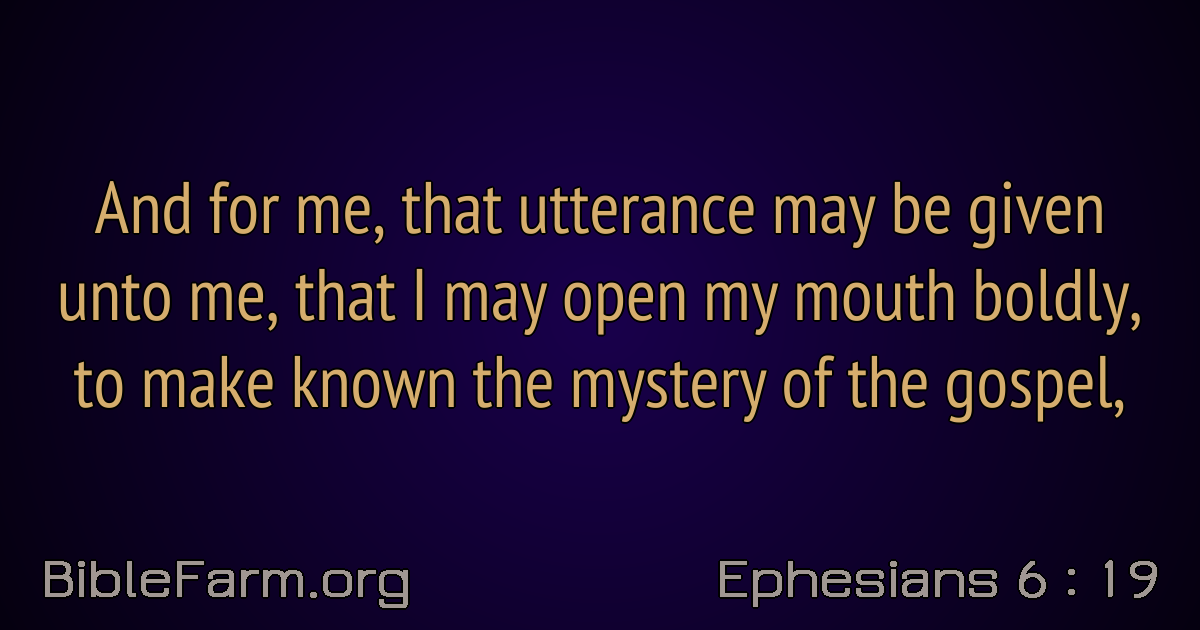 And for me, that utterance may be given
unto me, that I may open my mouth boldly,
to make known the mystery of the gospel,
BibleFarm.org
Ephesians 6 : 19